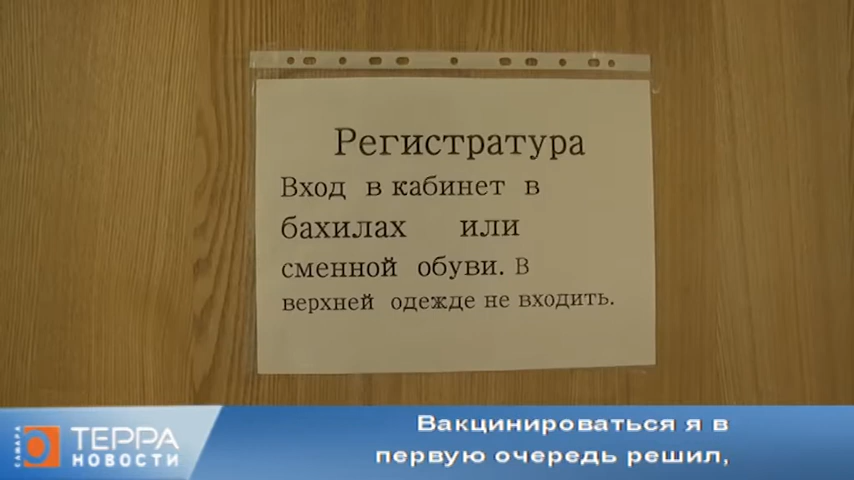 Регистратура
Вход в кабинет в
бахилах или
сменной обуви. В
верхней одежде не входить.
САМАРА
ТЕРРА
НОВОСТИ
Вакцинироваться я в
первую очередь решил,